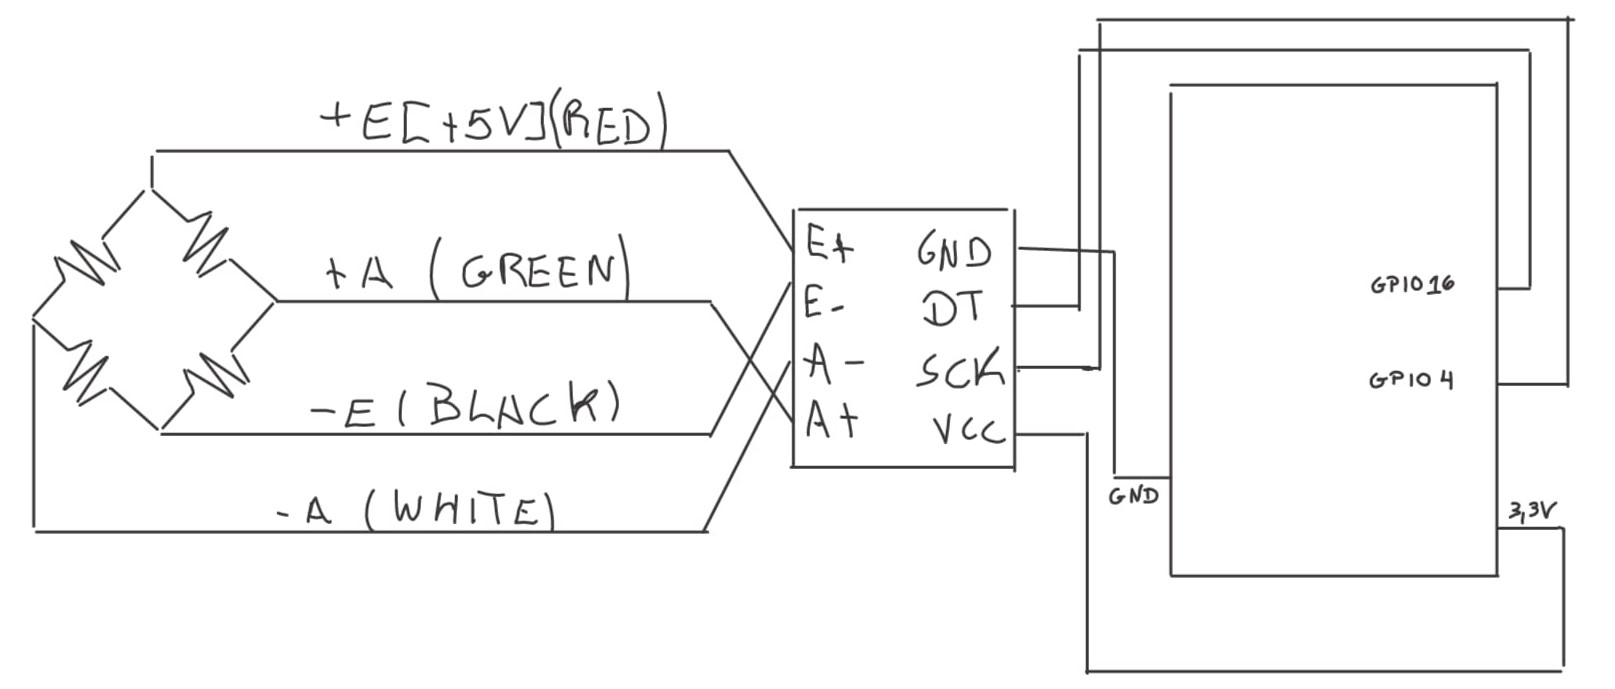 +E[+5V](RED)
+A (GREEN)
-E (BLACK)
-A (WHITE)
E+ GND
E- DT
A- SCK
A+ VCC
GPIO16
GPIO4
GND
3,3V